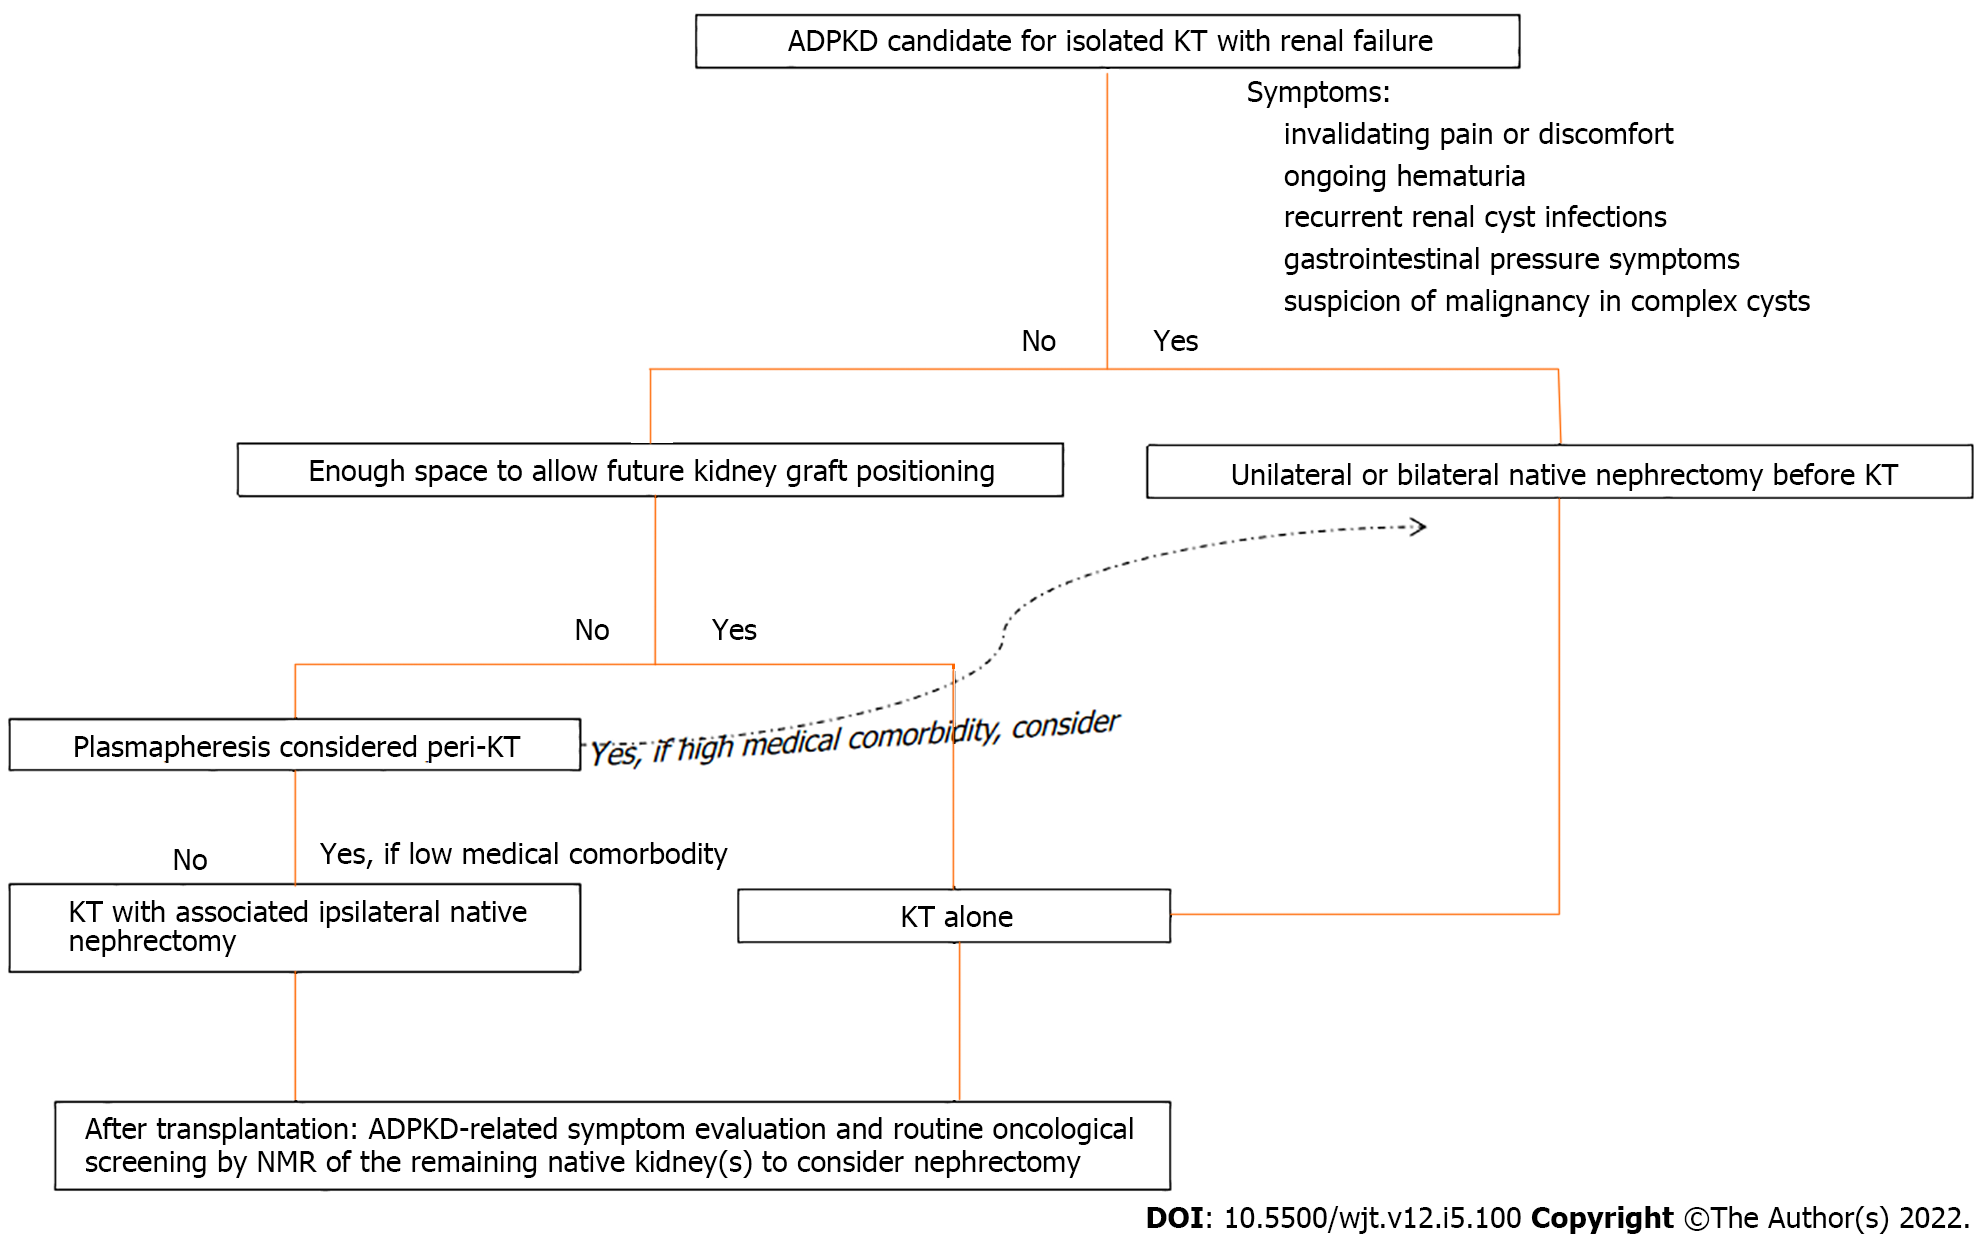 ADPKD candidate for isolated KT with renal failure
Symptoms:
invalidating pain or discomfort
ongoing hematuria
recurrent renal cyst infections
gastrointestinal pressure symptoms
suspicion of malignancy in complex cysts
No
Yes
Enough space to allow future kidney graft positioning
Unilateral or bilateral native nephrectomy before KT
No
Yes
Plasmapheresis considered peri-KT
Yes, if high medical comorbidity, consider
No
Yes, if low medical comorbodity
KT with associated ipsilateral native
nephrectomy
KT alone
After transplantation: ADPKD-related symptom evaluation and routine oncological
screening by NMR of the remaining native kidney(s) to consider nephrectomy
DOI: 10.5500/wjt.v12.i5.100 Copyright ©The Author(s) 2022.